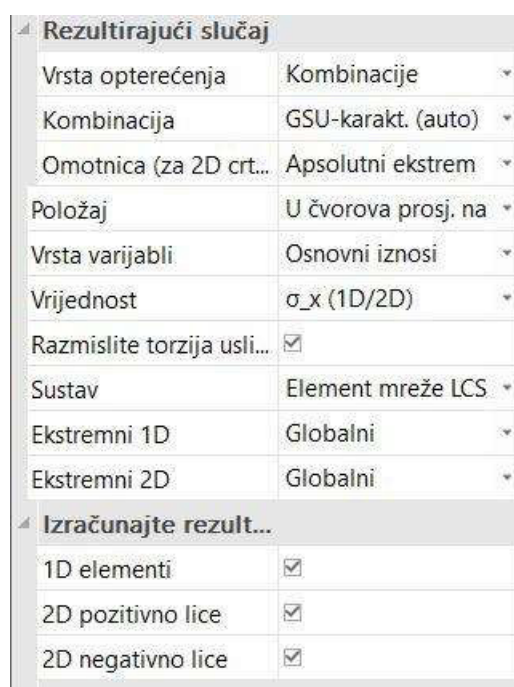 Rezultirajući slučaj
Vrsta opterećenja Kombinacije
Kombinacija GSU-karakt. (auto)
Omotnica (za 2D crt... Apsolutni ekstrem
Položaj U čvorova prosj. na
Vrsta varijabli Osnovni iznosi
Vrijednost σ_x (1D/2D)
Razmislite torzija usli...
Sustav Element mreže LCS
Ekstremni 1D Globalni
Ekstremni 2D Globalni
Izračunajte rezult...
1D elementi
2D pozitivno lice
2D negativno lice